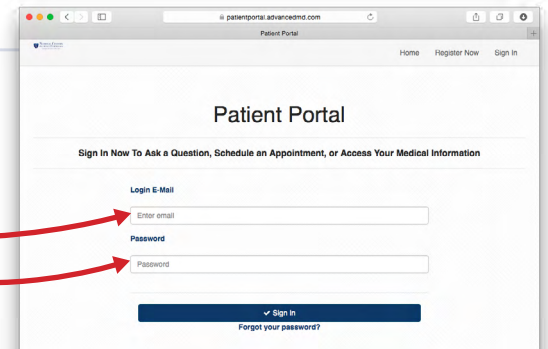 patientportal.advancedmd.com
Patient Portal
Home Register Now Sign In
Patient Portal
Sign In Now To Ask a Question, Schedule an Appointment, or Access Your Medical Information
Login E-Mail
Enter email
Password
Password
✔ Sign In
Forgot your password?